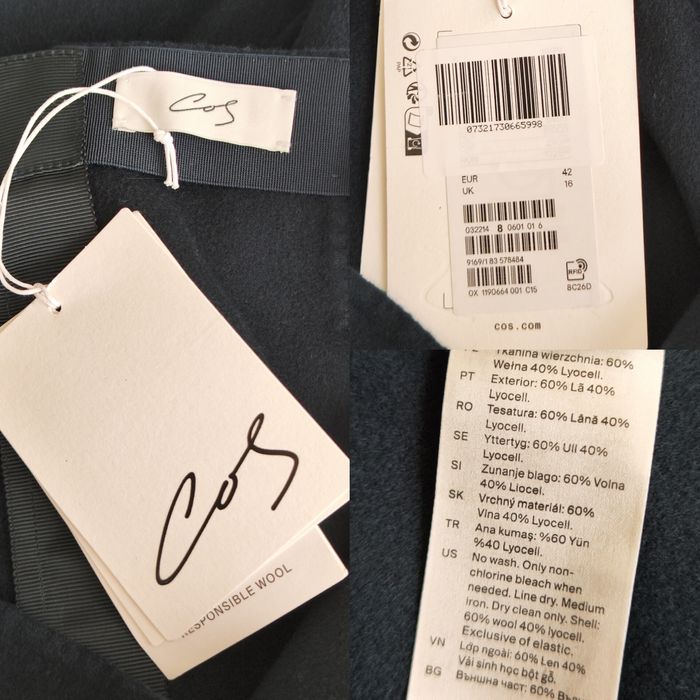 Cos
Cos
RESPONSIBLE WOOL
PAP
07321730665998
EUR 42
UK 16
032214 8 0601 01 6
9169/1 83 578484
RFID
OX 1190664 001 C15
BC26D
cos.com
Tkanina wierzchnia: 60%
Wełna 40% Lyocell.
PT Exterior: 60% Lã 40%
Lyocell.
RO Tesatura: 60% Lână 40%
Lyocell.
SE Yttertyg: 60% Ull 40%
Lyocell.
SI Zunanje blago: 60% Volna
40% Liocel.
SK Vrchný materiál: 60%
Vlna 40% Lyocell.
TR Ana kumaş: %60 Yün
%40 Lyocell.
US No wash. Only non-
chlorine bleach when
needed. Line dry. Medium
iron. Dry clean only. Shell:
60% wool 40% lyocell.
Exclusive of elastic.
VN Lớp ngoài: 60% Len 40%
Vải sinh học bột gỗ.
BG Външна част: 60%